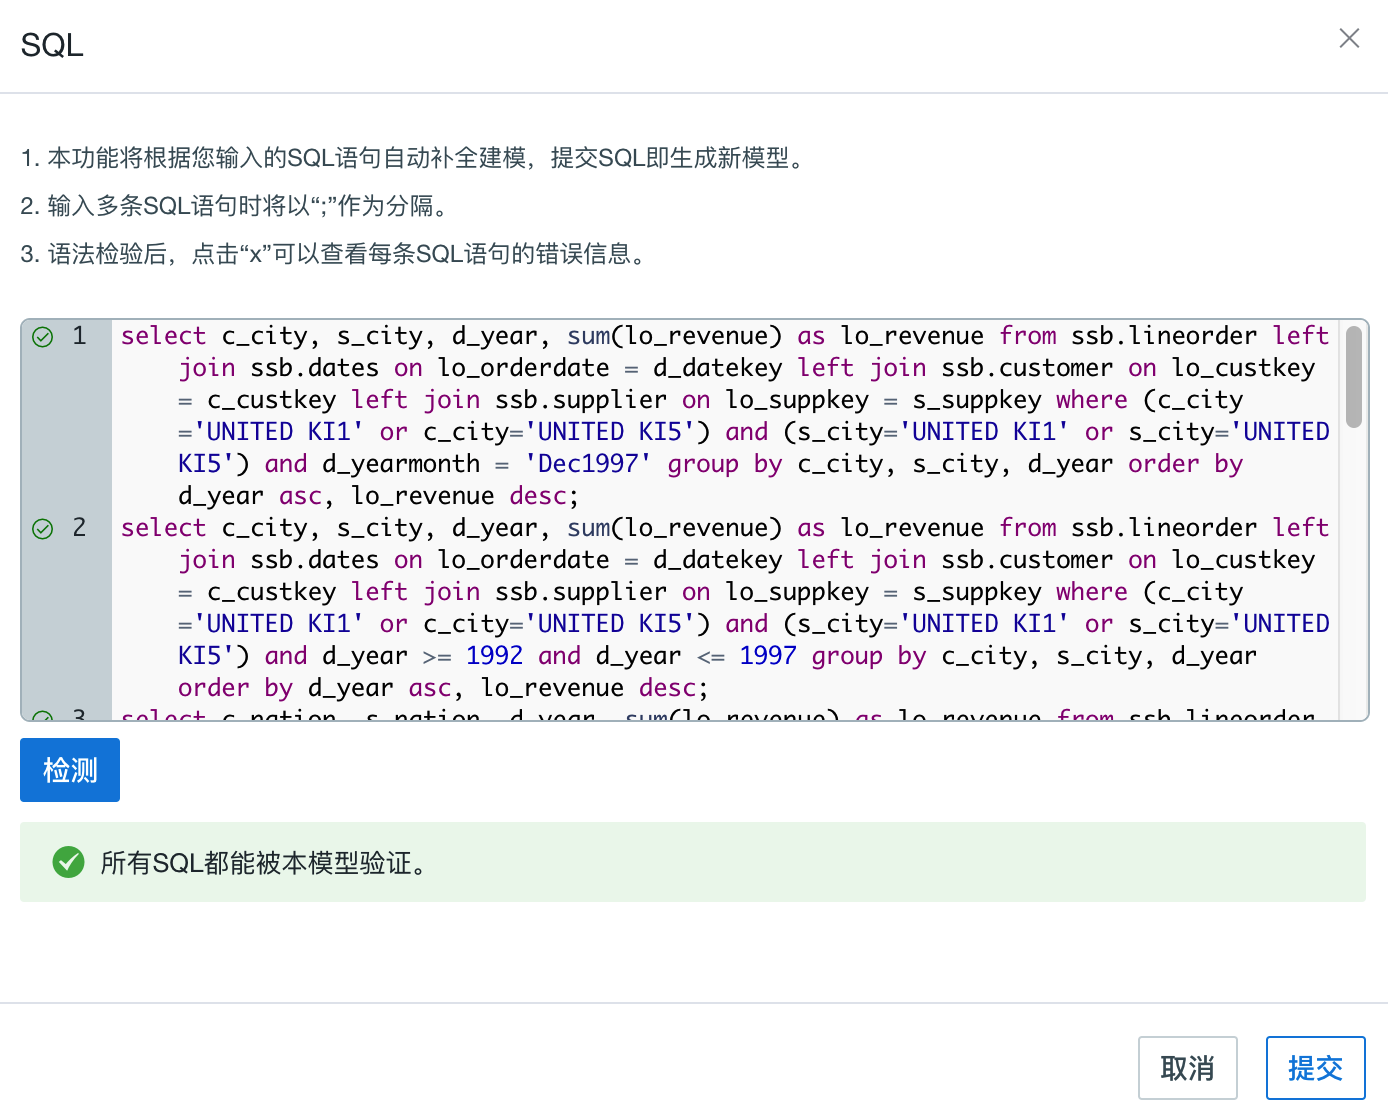 SQL
1. 本功能将根据您输入的SQL语句自动补全建模，提交SQL即生成新模型。
2. 输入多条SQL语句时将以“;”作为分隔。
3. 语法检验后，点击“x”可以查看每条SQL语句的错误信息。
1 select c_city, s_city, d_year, sum(lo_revenue) as lo_revenue from ssb.lineorder left
join ssb.dates on lo_orderdate = d_datekey left join ssb.customer on lo_custkey
= c_custkey left join ssb.supplier on lo_suppkey = s_suppkey where (c_city
='UNITED KI1' or c_city='UNITED KI5') and (s_city='UNITED KI1' or s_city='UNITED
KI5') and d_yearmonth = 'Dec1997' group by c_city, s_city, d_year order by
d_year asc, lo_revenue desc;
2 select c_city, s_city, d_year, sum(lo_revenue) as lo_revenue from ssb.lineorder left
join ssb.dates on lo_orderdate = d_datekey left join ssb.customer on lo_custkey
= c_custkey left join ssb.supplier on lo_suppkey = s_suppkey where (c_city
='UNITED KI1' or c_city='UNITED KI5') and (s_city='UNITED KI1' or s_city='UNITED
KI5') and d_year >= 1992 and d_year <= 1997 group by c_city, s_city, d_year
order by d_year asc, lo_revenue desc;
3 select c_nation, s_nation, d_year, sum(lo_revenue) as lo_revenue from ssb.lineorder
检测
所有SQL都能被本模型验证。
取消 提交